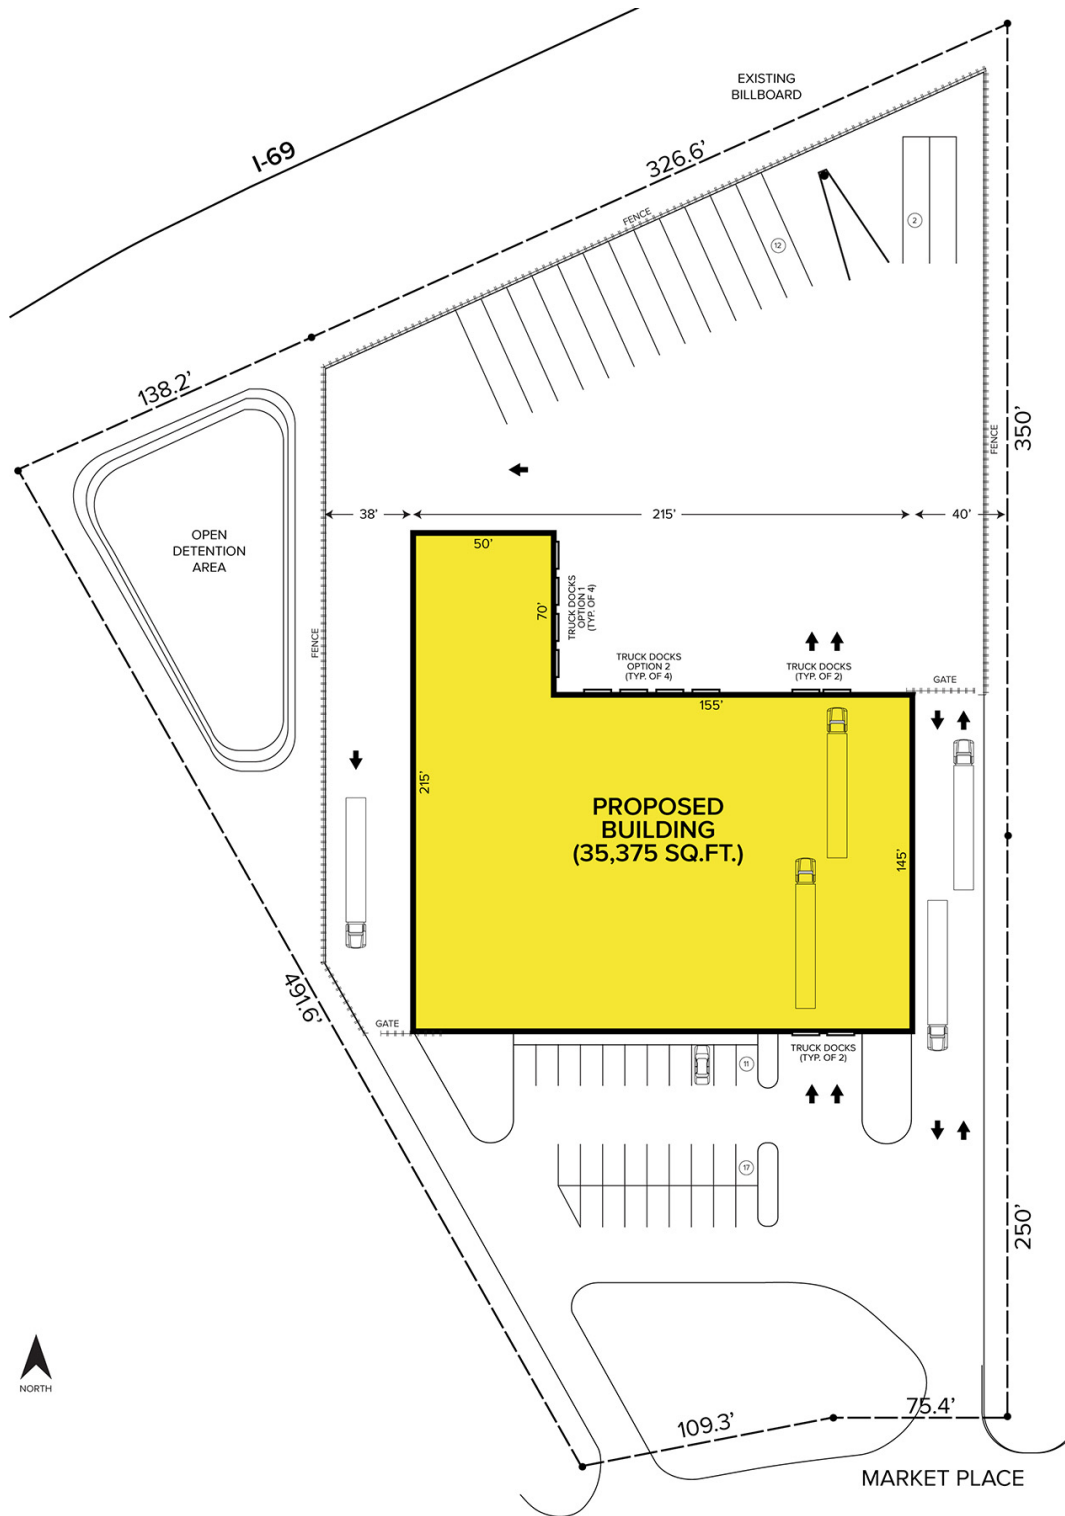 EXISTING
BILLBOARD
I-69
326.6'
FENCE
2
12
138.2'
350'
FENCE
38'
215'
40'
OPEN
DETENTION
AREA
50'
70'
TRUCK DOCKS
OPTION 1
(TYP. OF 4)
FENCE
TRUCK DOCKS
OPTION 2
(TYP. OF 4)
TRUCK DOCKS
(TYP. OF 2)
GATE
155'
215'
PROPOSED
BUILDING
(35,375 SQ.FT.)
145'
491.6'
GATE
TRUCK DOCKS
(TYP. OF 2)
11
17
250'
NORTH
109.3'
75.4'
MARKET PLACE